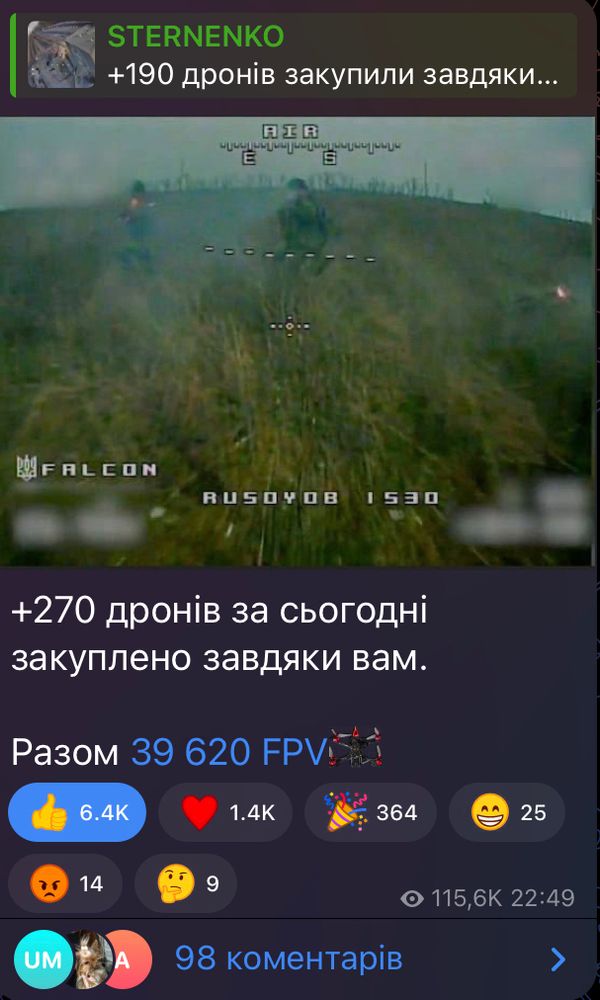 STERNENKO
+190 дронів закупили завдяки...
AIR
E S
FALCON
RUSOYOB 1530
+270 дронів за сьогодні
закуплено завдяки вам.
Разом 39 620 FPV
6.4K 1.4K 364 25
14 9 115,6K 22:49
UM A 98 коментарів